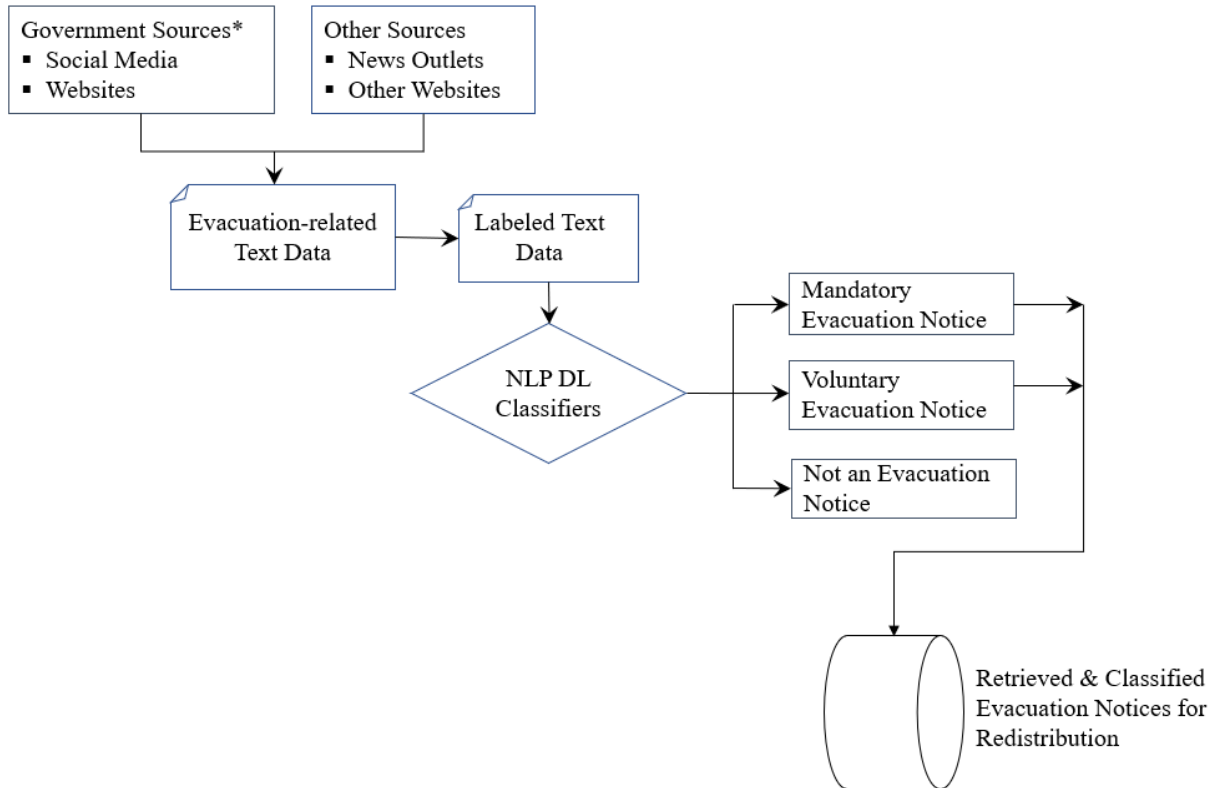 Government Sources*
▪ Social Media
▪ Websites
Other Sources
▪ News Outlets
▪ Other Websites
Evacuation-related
Text Data
Labeled Text
Data
NLP DL
Classifiers
Mandatory
Evacuation Notice
Voluntary
Evacuation Notice
Not an Evacuation
Notice
Retrieved & Classified
Evacuation Notices for
Redistribution